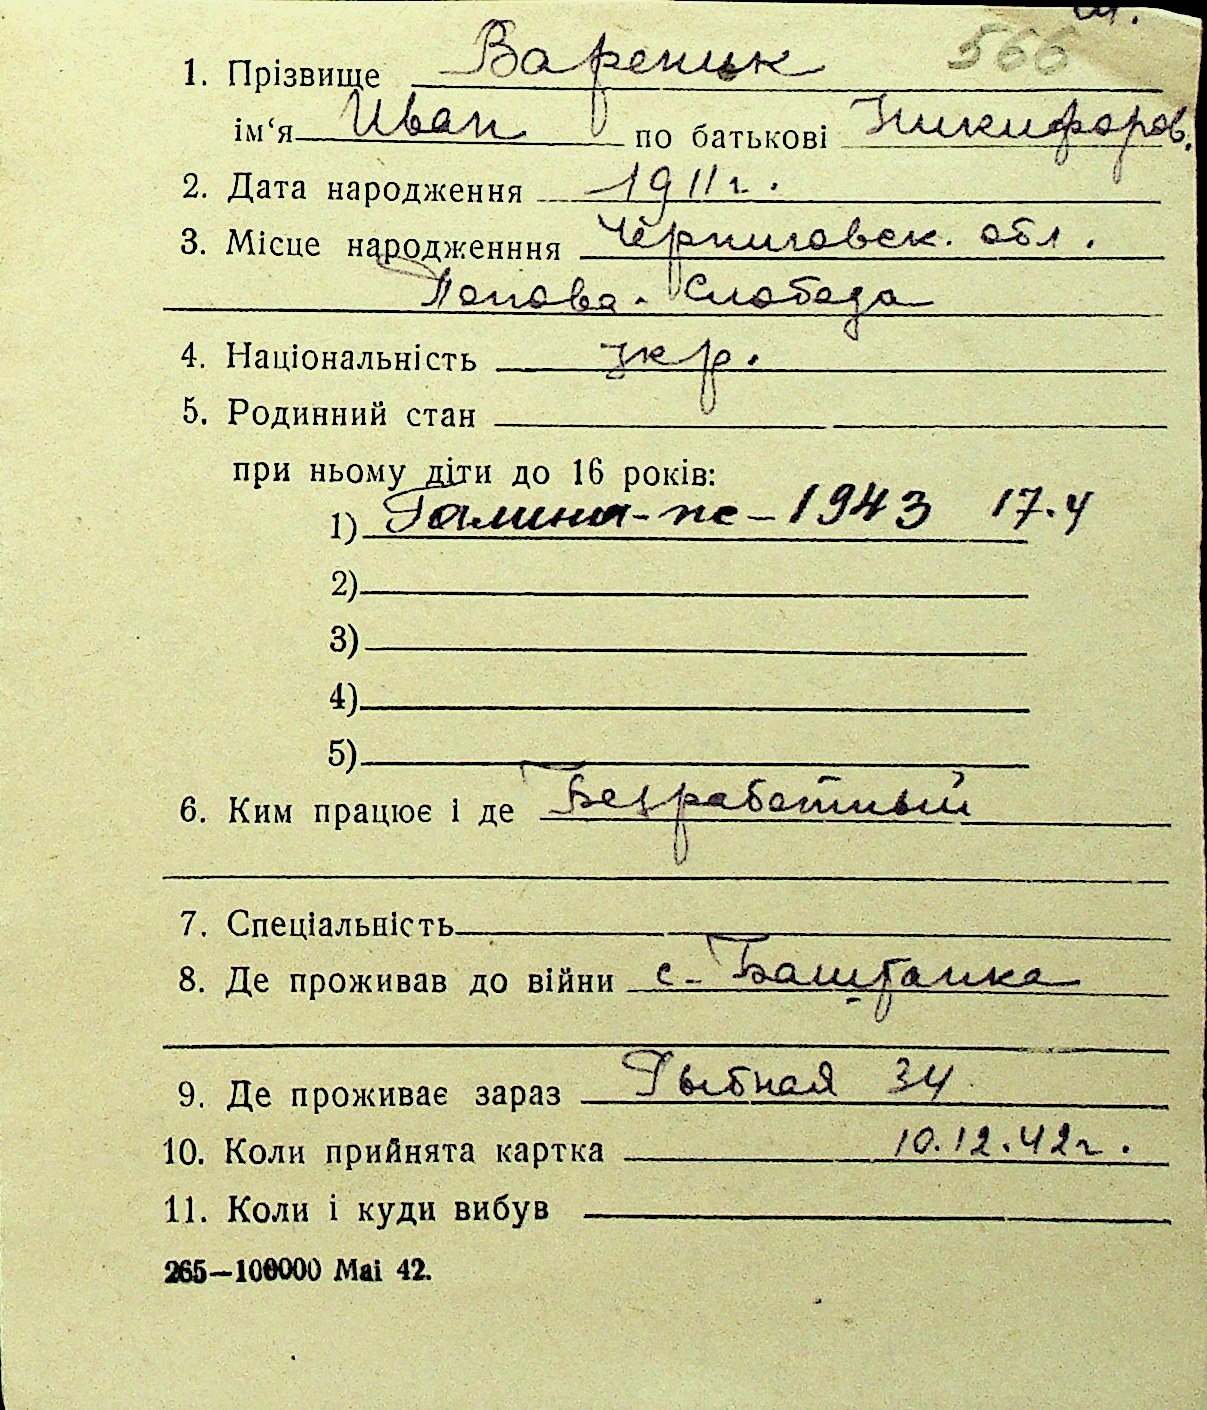 566
1. Прізвище Вареник
ім‘я Иван по батькові Никифоров.
2. Дата народження 1911 г.
3. Місце народженння Черниговск. обл.
Попова-Слобода
4. Національність укр.
5. Родинний стан
при ньому діти до 16 років:
1) Галина - же - 1943 17.4
2)
3)
4)
5)
6. Ким працює і де Безработный
7. Спеціальність
8. Де проживав до війни с. Баштанка
9. Де проживає зараз Рыбная 34
10. Коли прийнята картка 10.12.42 г.
11. Коли і куди вибув
265—100000 Mai 42.